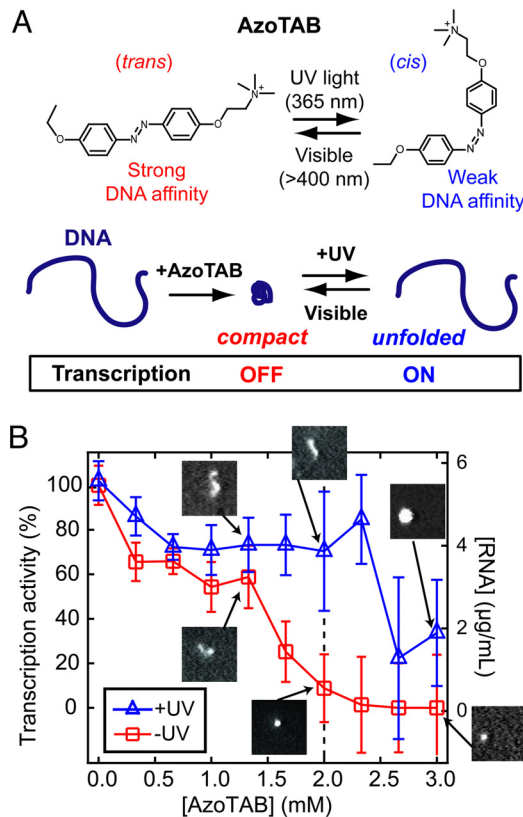 A
AzoTAB
(trans)
UV light
(365 nm)
Visible
(>400 nm)
(cis)
N+
O
N=N
O
Strong
DNA affinity
N+
O
N=N
O
Weak
DNA affinity
DNA
+AzoTAB
+UV
Visible
compact
unfolded
Transcription OFF ON
B
Transcription activity (%)
100
80
60
40
20
0
[RNA] (ug/mL)
6
4
2
0
+UV
-UV
0.0 0.5 1.0 1.5 2.0 2.5 3.0
[AzoTAB] (mM)